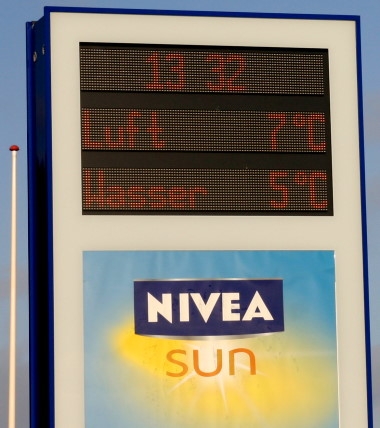 13 32
Luft 7°C
Wasser 5°C
NIVEA
sun